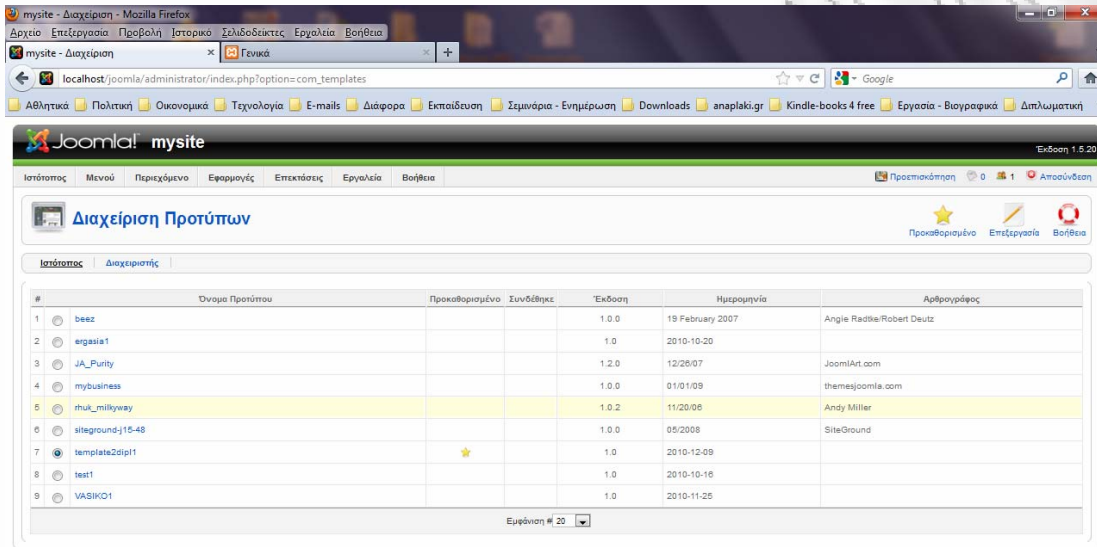 mysite - Διαχείριση - Mozilla Firefox
Αρχείο Επεξεργασία Προβολή Ιστορικό Σελιδοδείκτες Εργαλεία Βοήθεια
mysite - Διαχείριση × Γενικά × +
localhost/joomla/administrator/index.php?option=com_templates Google
Αθλητικά Πολιτική Οικονομικά Τεχνολογία E-mails Διάφορα Εκπαίδευση Σεμινάρια - Ενημέρωση Downloads anaplaki.gr Kindle-books 4 free Εργασία - Βιογραφικά Διπλωματική
Joomla! mysite
Έκδοση 1.5.20
Ιστότοπος Μενού Περιεχόμενο Εφαρμογές Επεκτάσεις Εργαλεία Βοήθεια Προεπισκόπηση 0 1 Αποσύνδεση
Διαχείριση Προτύπων
Προκαθορισμένο Επεξεργασία Βοήθεια
Ιστότοπος Διαχειριστής
# Όνομα Προτύπου Προκαθορισμένο Συνδέθηκε Έκδοση Ημερομηνία Αρθρογράφος
1 beez 1.0.0 19 February 2007 Angie Radtke/Robert Deutz
2 ergasia1 1.0 2010-10-20
3 JA_Purity 1.2.0 12/26/07 JoomlArt.com
4 mybusiness 1.0.0 01/01/09 themesjoomla.com
5 rhuk_milkyway 1.0.2 11/20/06 Andy Miller
6 siteground-j15-48 1.0.0 05/2008 SiteGround
7 template2dipl1 1.0 2010-12-09
8 test1 1.0 2010-10-16
9 VASIKO1 1.0 2010-11-25
Εμφάνιση # 20